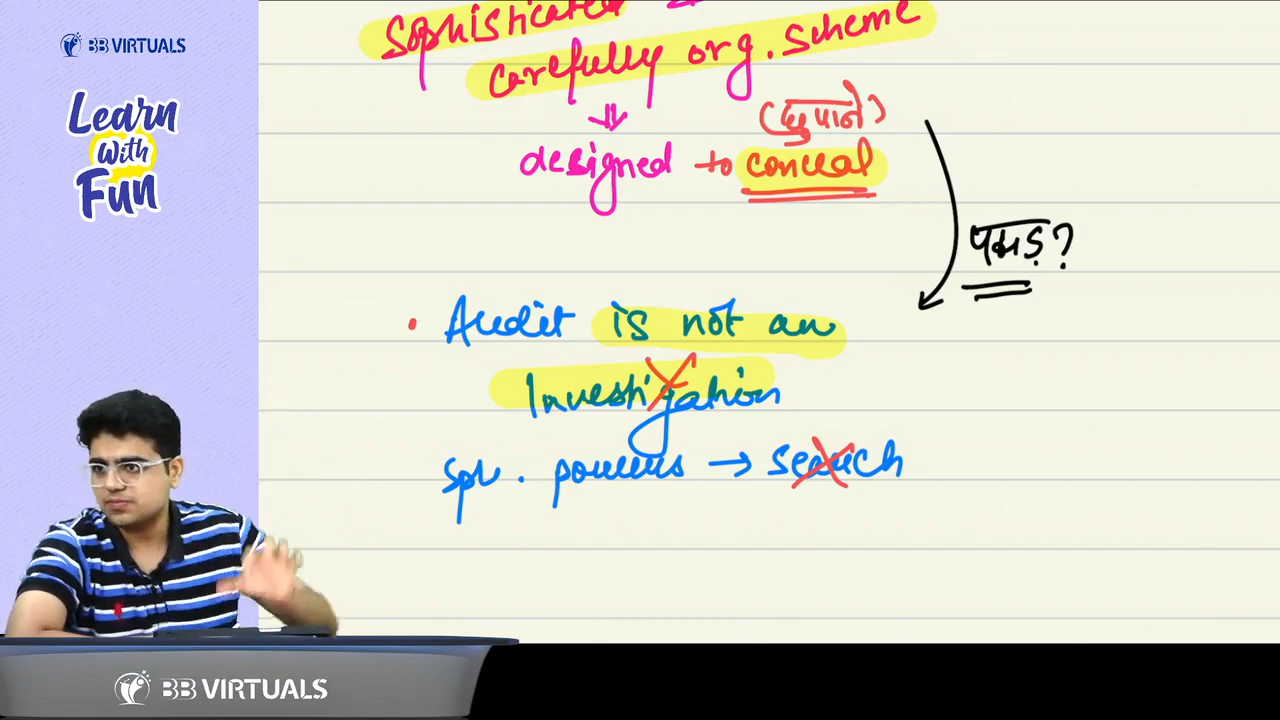 BB VIRTUALS
Learn
with
Fun
Sophisticated
carefully org. scheme
(छुपाने)
designed to conceal
पकड़?
• Audit is not an
Investigation
spl. powers → search
BB VIRTUALS